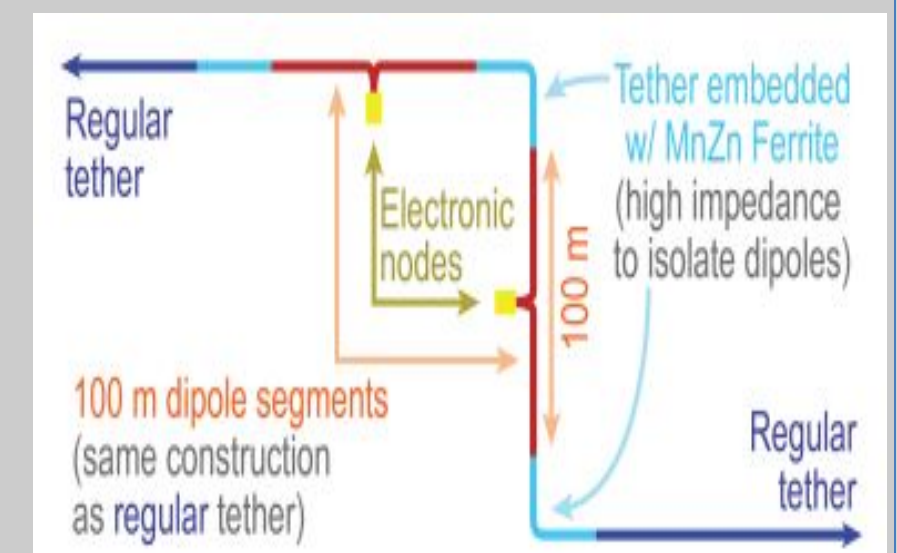 Regular
tether
Tether embedded
w/ MnZn Ferrite
(high impedance
to isolate dipoles)
Electronic
nodes
100 m
100 m dipole segments
(same construction
as regular tether)
Regular
tether